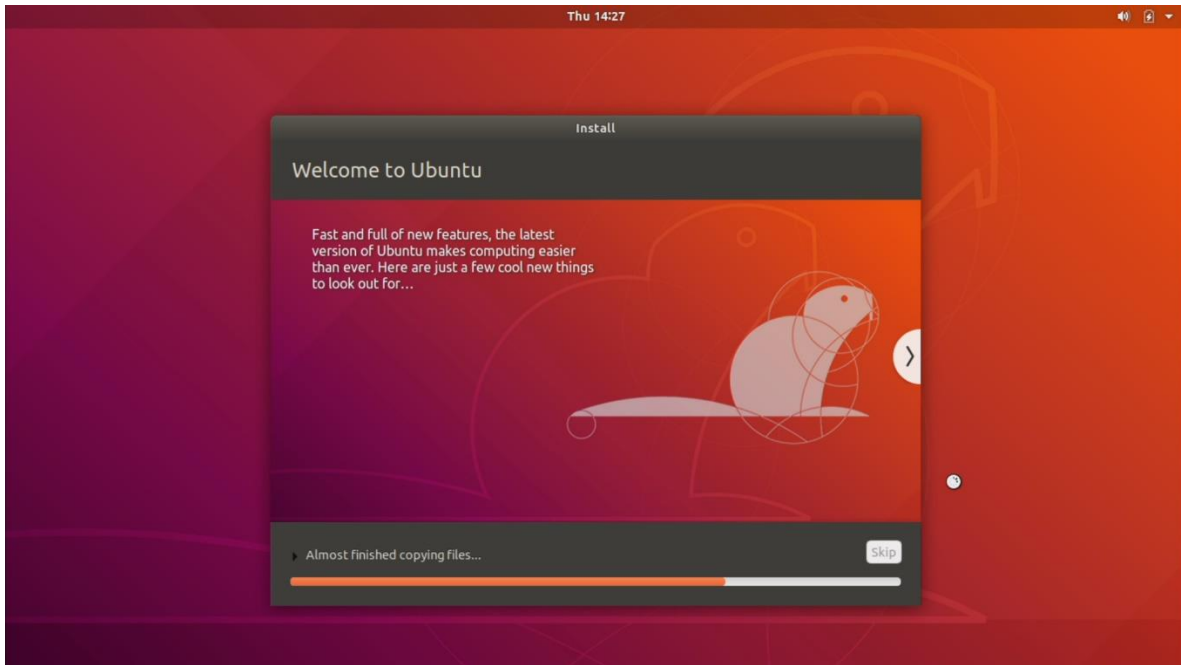 Thu 14:27
Install
Welcome to Ubuntu
Fast and full of new features, the latest
version of Ubuntu makes computing easier
than ever. Here are just a few cool new things
to look out for…
Almost finished copying files...
Skip